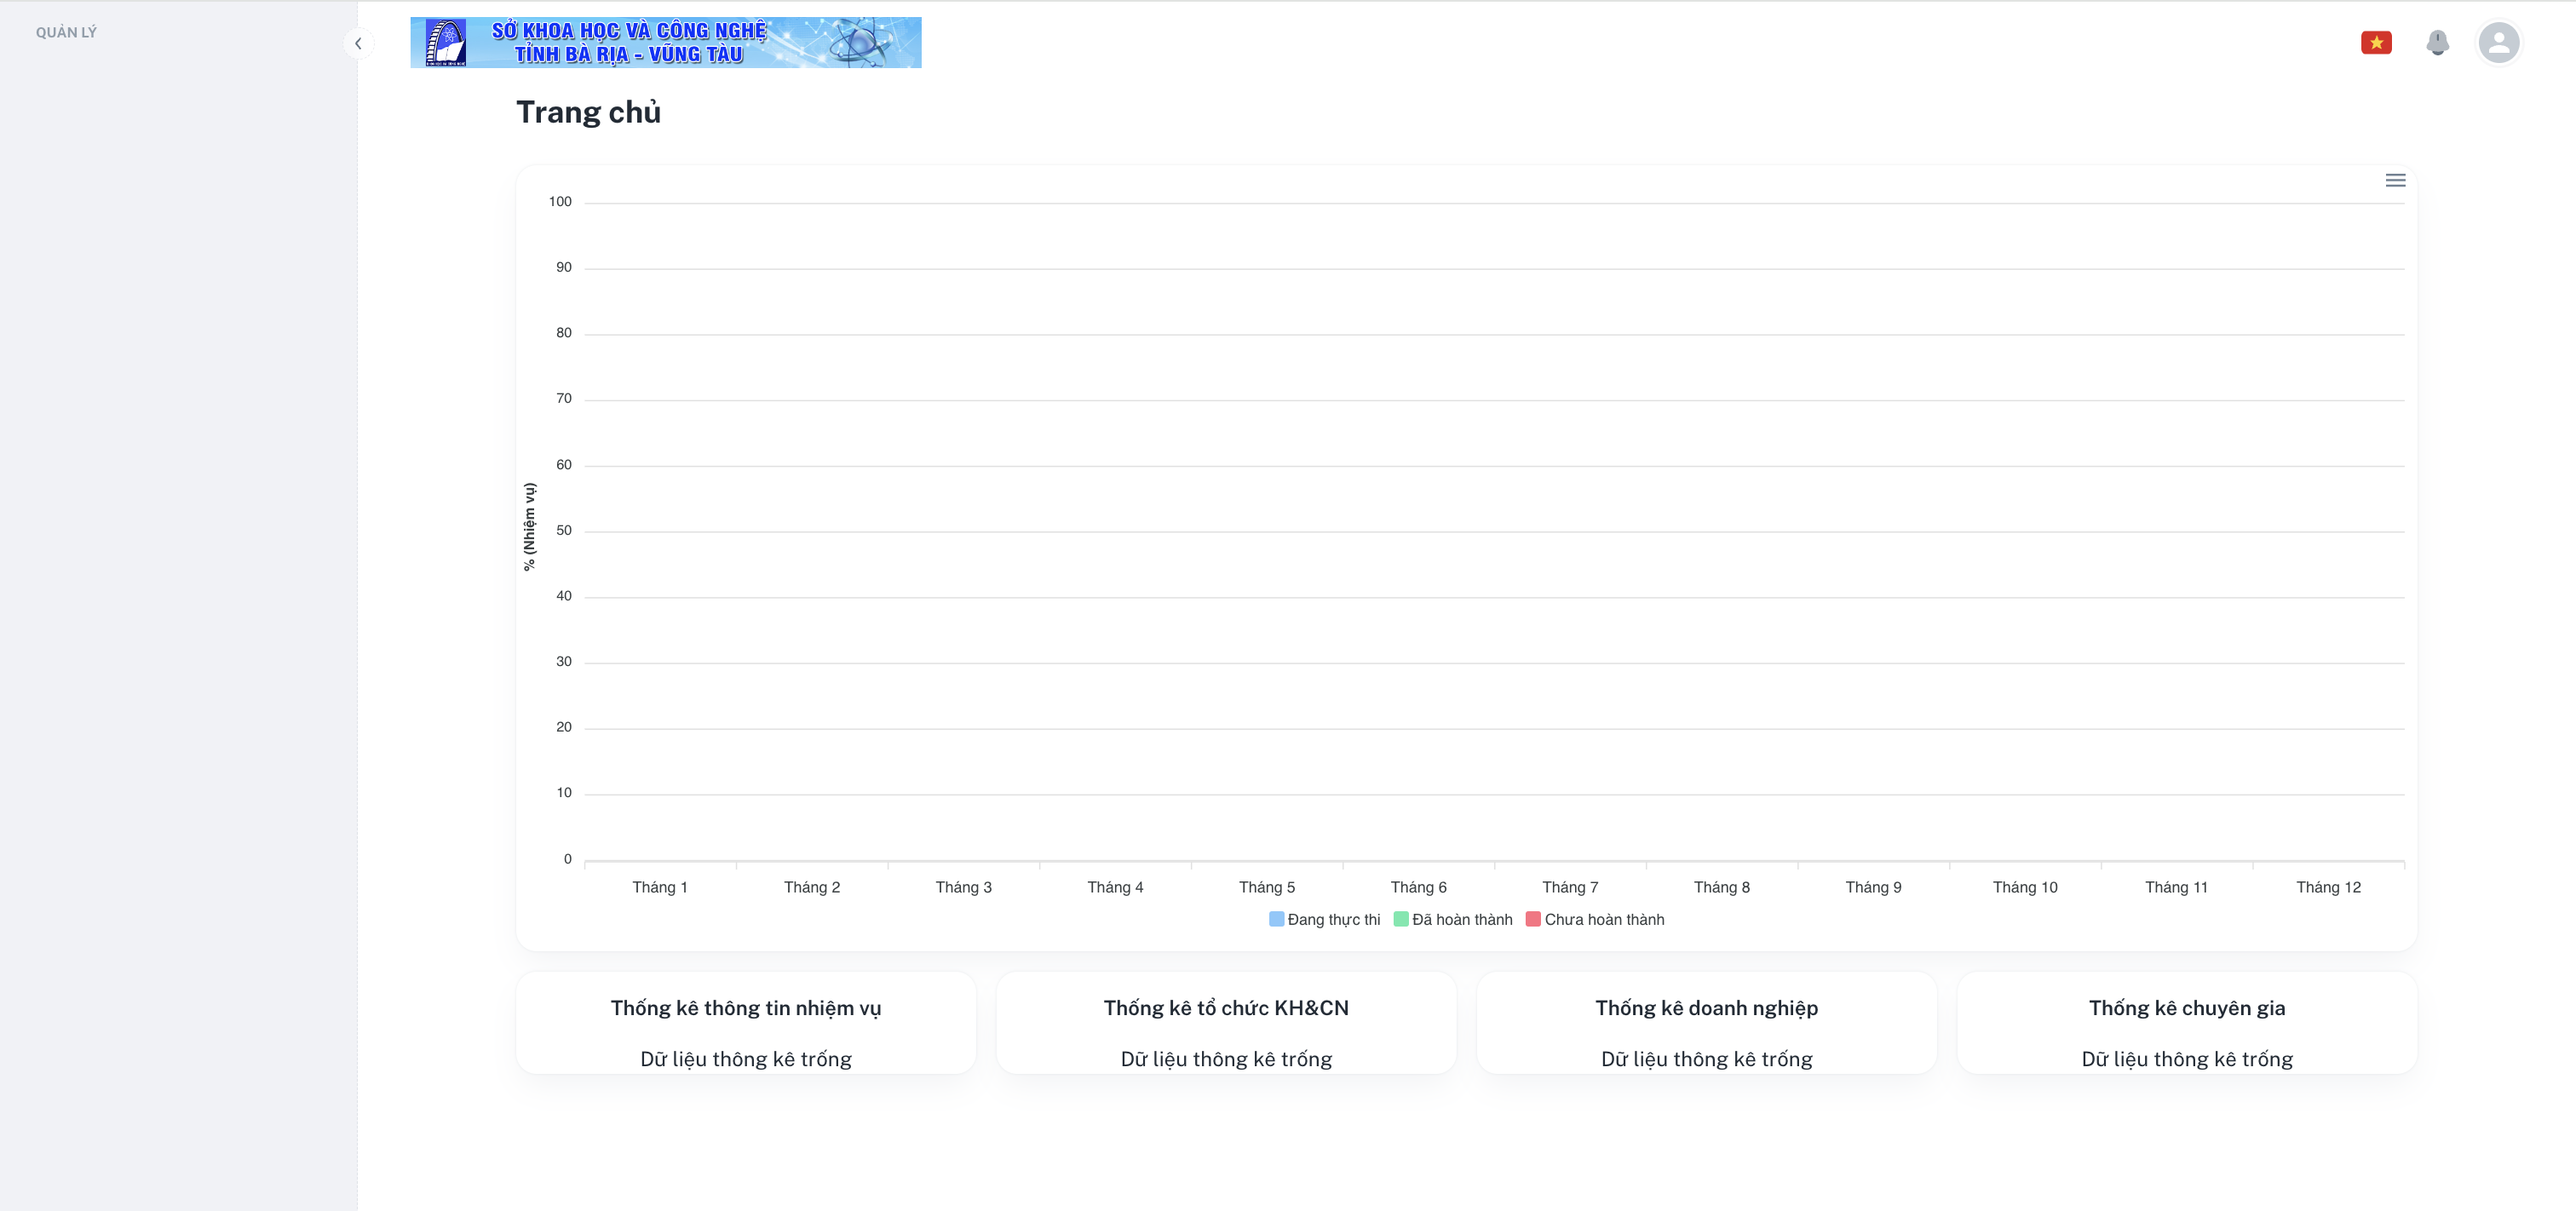 QUẢN LÝ
SỞ KHOA HỌC VÀ CÔNG NGHỆ
TỈNH BÀ RỊA - VŨNG TÀU
Trang chủ
100
90
80
70
60
50
40
30
20
10
0
% (Nhiệm vụ)
Tháng 1 Tháng 2 Tháng 3 Tháng 4 Tháng 5 Tháng 6 Tháng 7 Tháng 8 Tháng 9 Tháng 10 Tháng 11 Tháng 12
Đang thực thi Đã hoàn thành Chưa hoàn thành
Thống kê thông tin nhiệm vụ
Dữ liệu thông kê trống
Thống kê tổ chức KH&CN
Dữ liệu thông kê trống
Thống kê doanh nghiệp
Dữ liệu thông kê trống
Thống kê chuyên gia
Dữ liệu thông kê trống